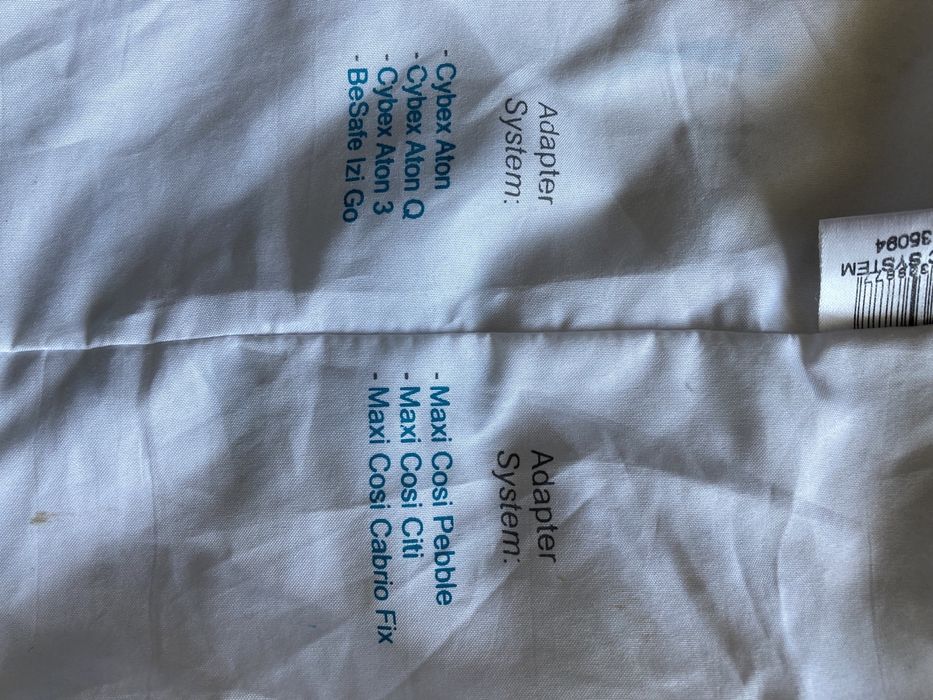 Adapter
System:
- Cybex Aton
- Cybex Aton Q
- Cybex Aton 3
- BeSafe Izi Go
Adapter
System:
- Maxi Cosi Pebble
- Maxi Cosi Citi
- Maxi Cosi Cabrio Fix
SYSTEM
35094